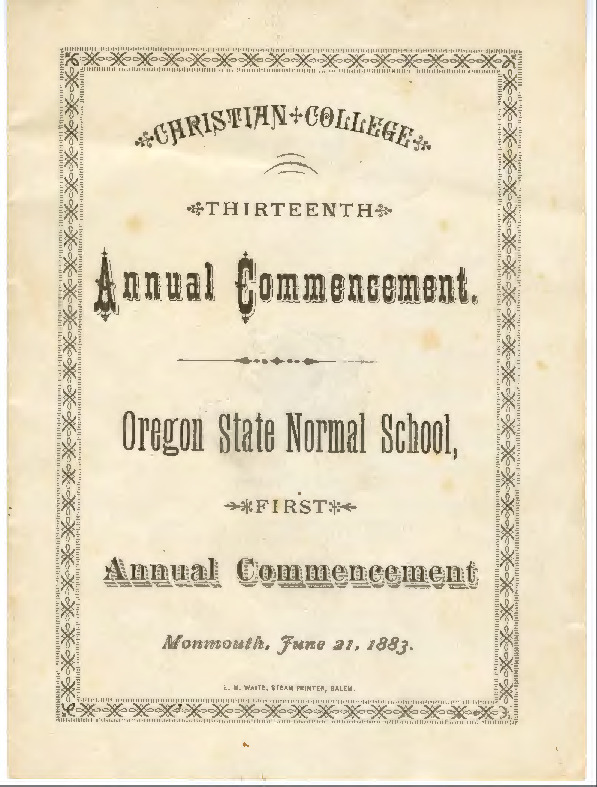 CHRISTIAN COLLEGE
THIRTEENTH
Annual Commencement.
Oregon State Normal School,
FIRST
Annual Commencement
Monmouth, June 21, 1883.
E. M. WAITE, STEAM PRINTER, SALEM.